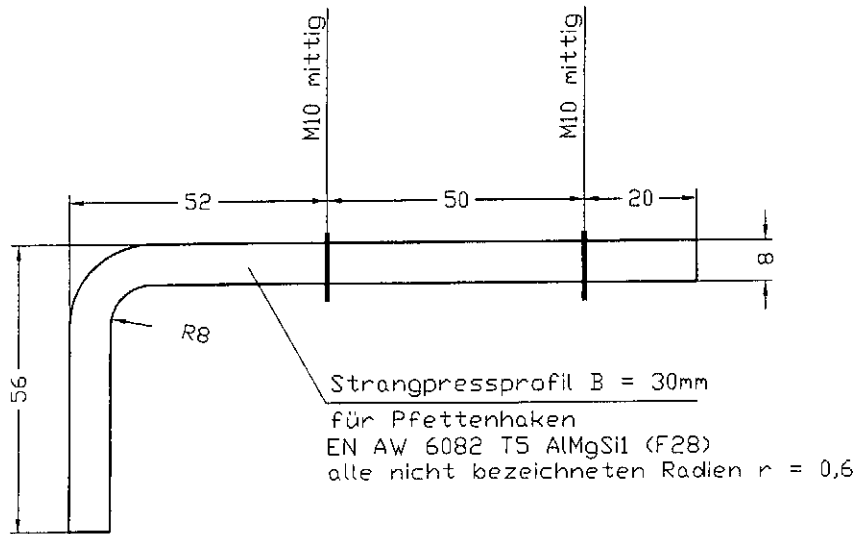 M10 mittig
M10 mittig
52
50
20
8
R8
56
Strangpressprofil B = 30mm
für Pfettenhaken
EN AW 6082 T5 AlMgSi1 (F28)
alle nicht bezeichneten Radien r = 0,6